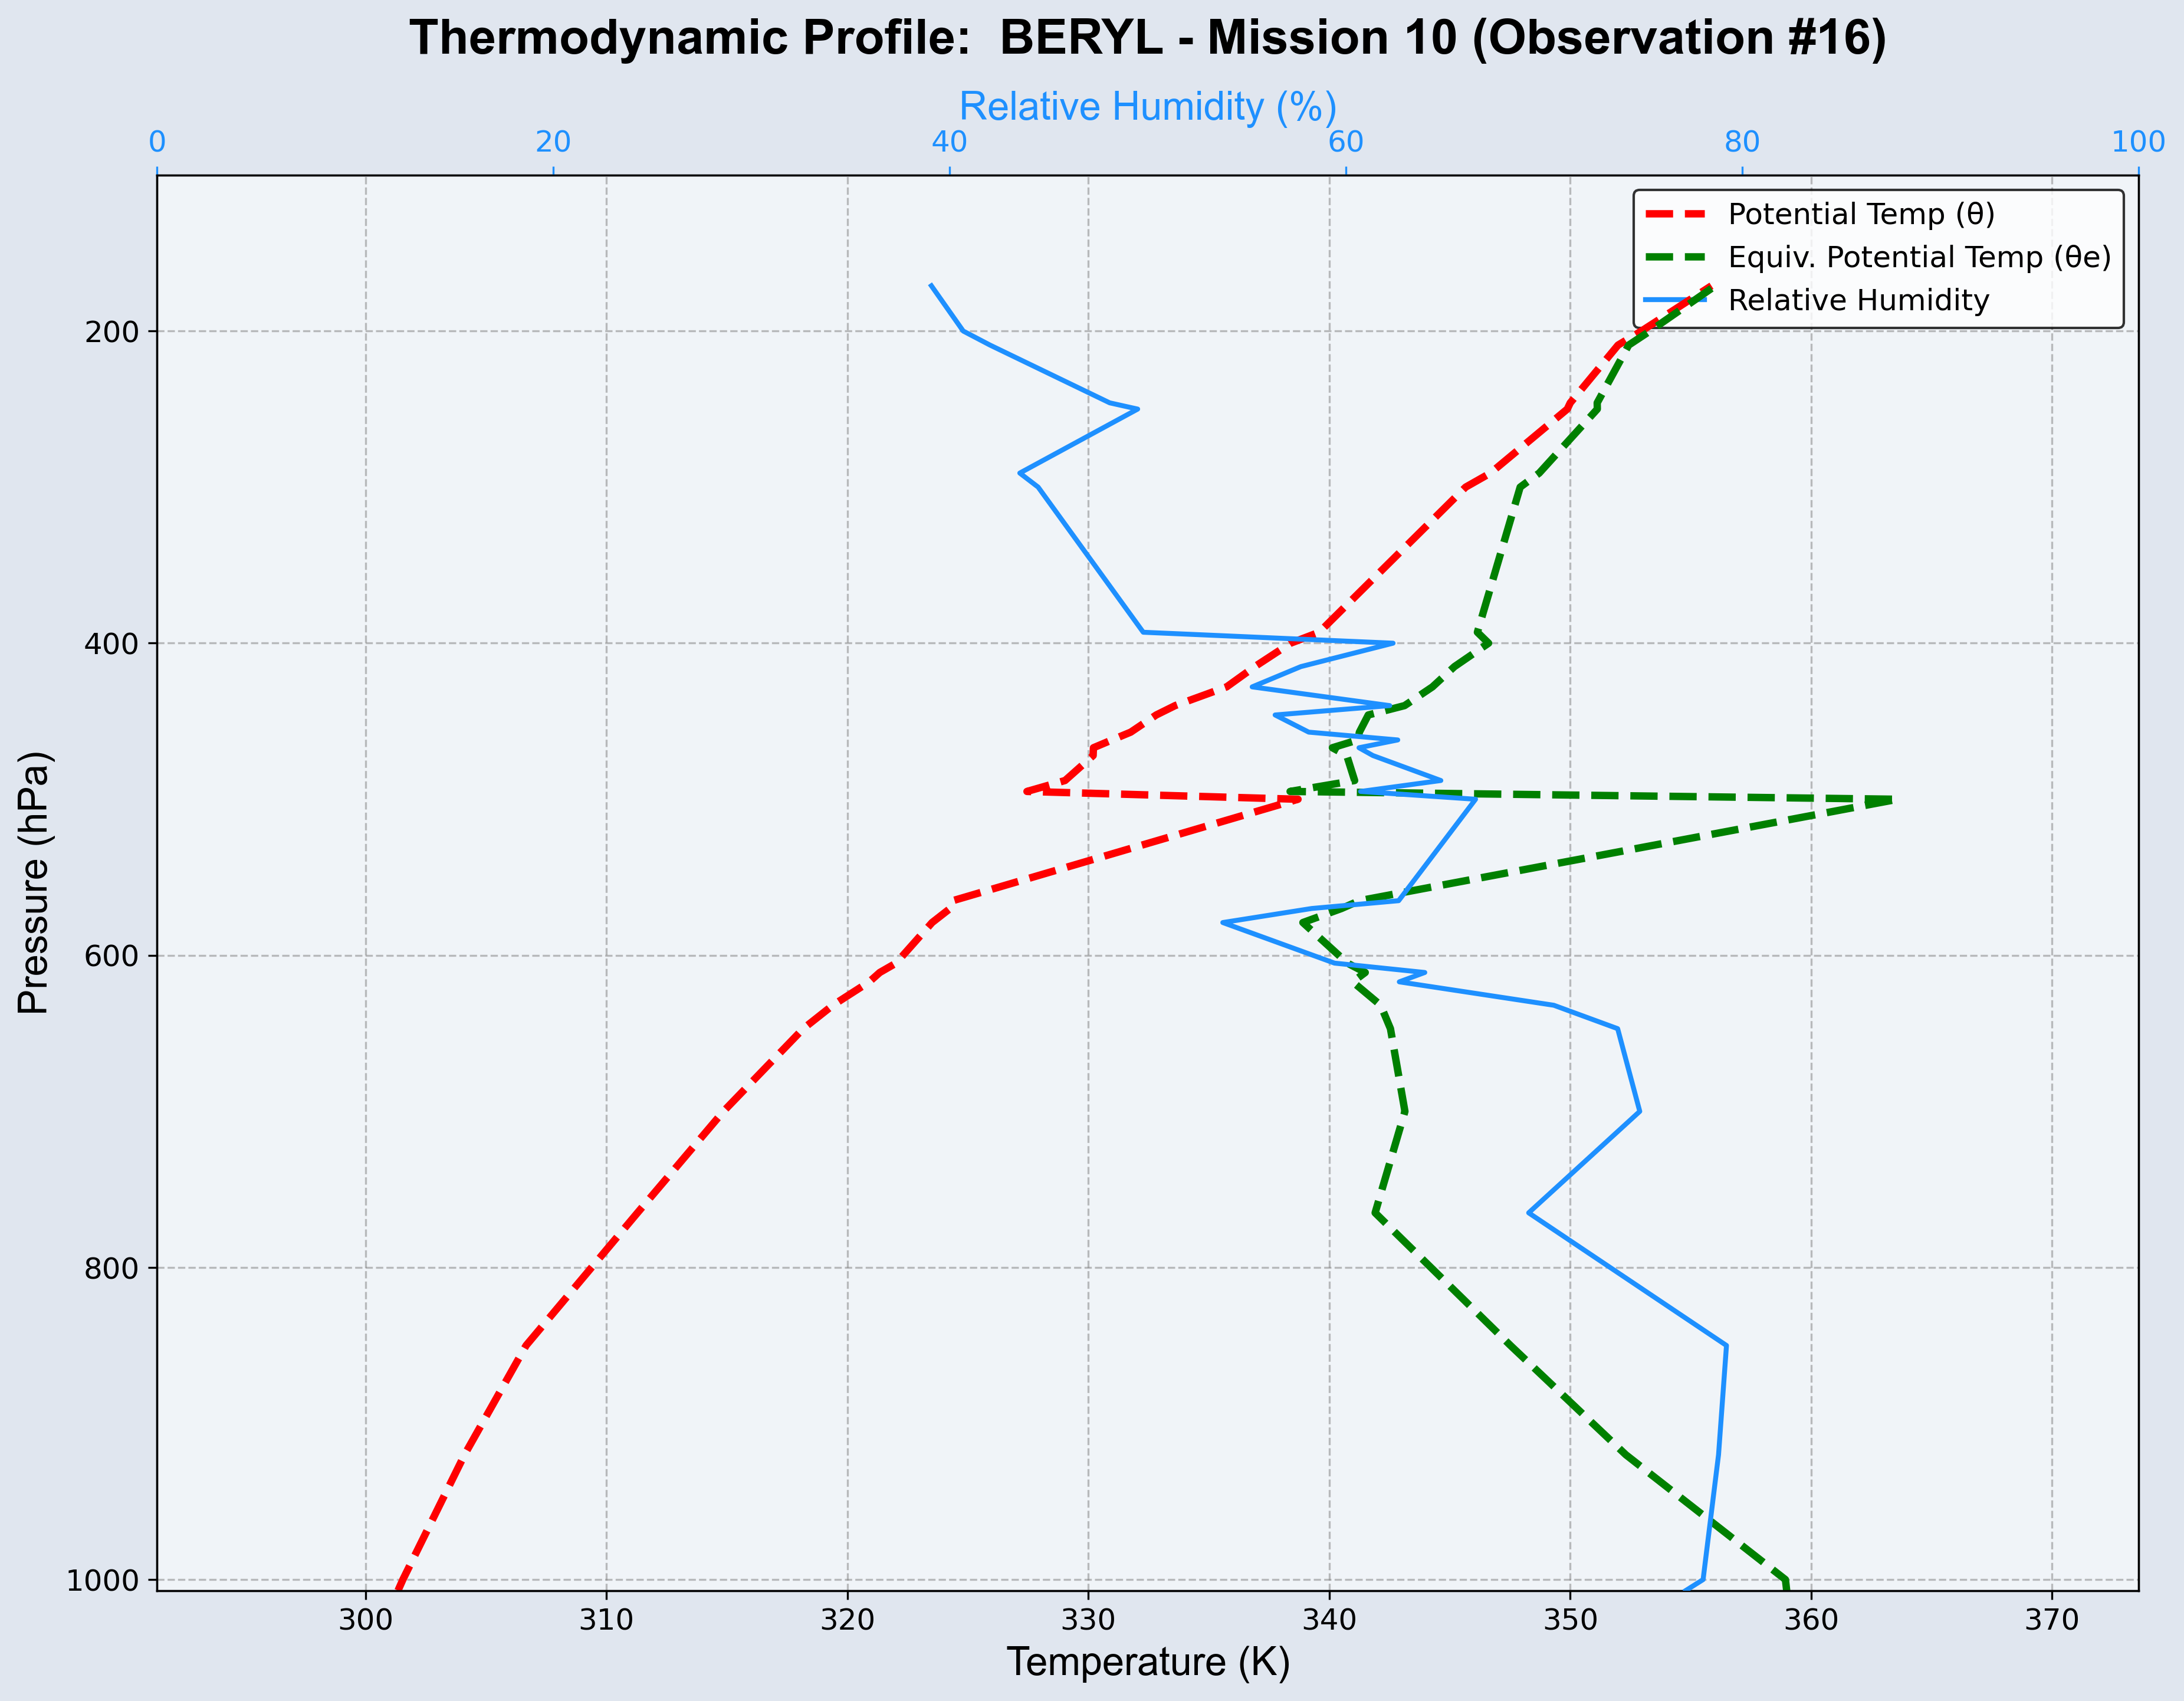 Thermodynamic Profile:  BERYL - Mission 10 (Observation #16)
Relative Humidity (%)
0 20 40 60 80 100
Potential Temp (θ)
Equiv. Potential Temp (θe)
Relative Humidity
200
400
600
800
1000
Pressure (hPa)
300 310 320 330 340 350 360 370
Temperature (K)